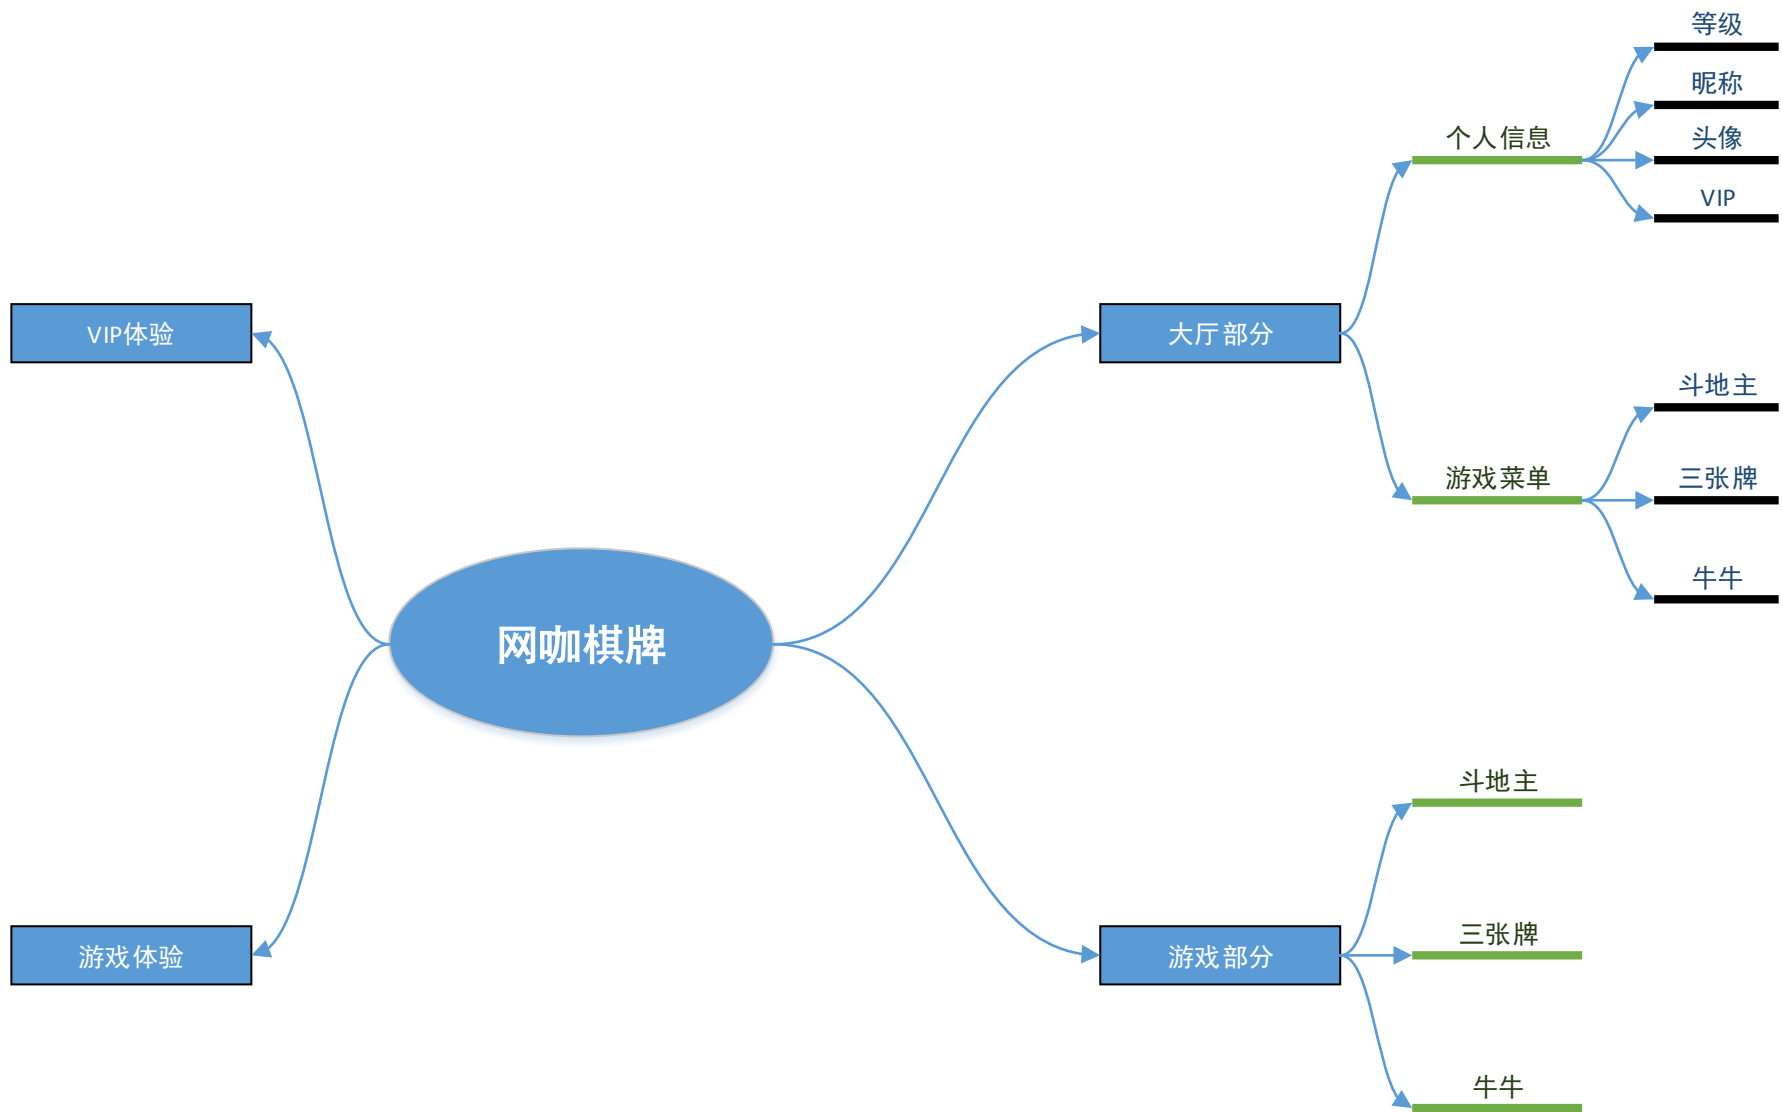 等级
昵称
个人信息
头像
VIP
VIP体验
大厅部分
斗地主
游戏菜单
三张牌
牛牛
网咖棋牌
斗地主
三张牌
游戏体验
游戏部分
牛牛